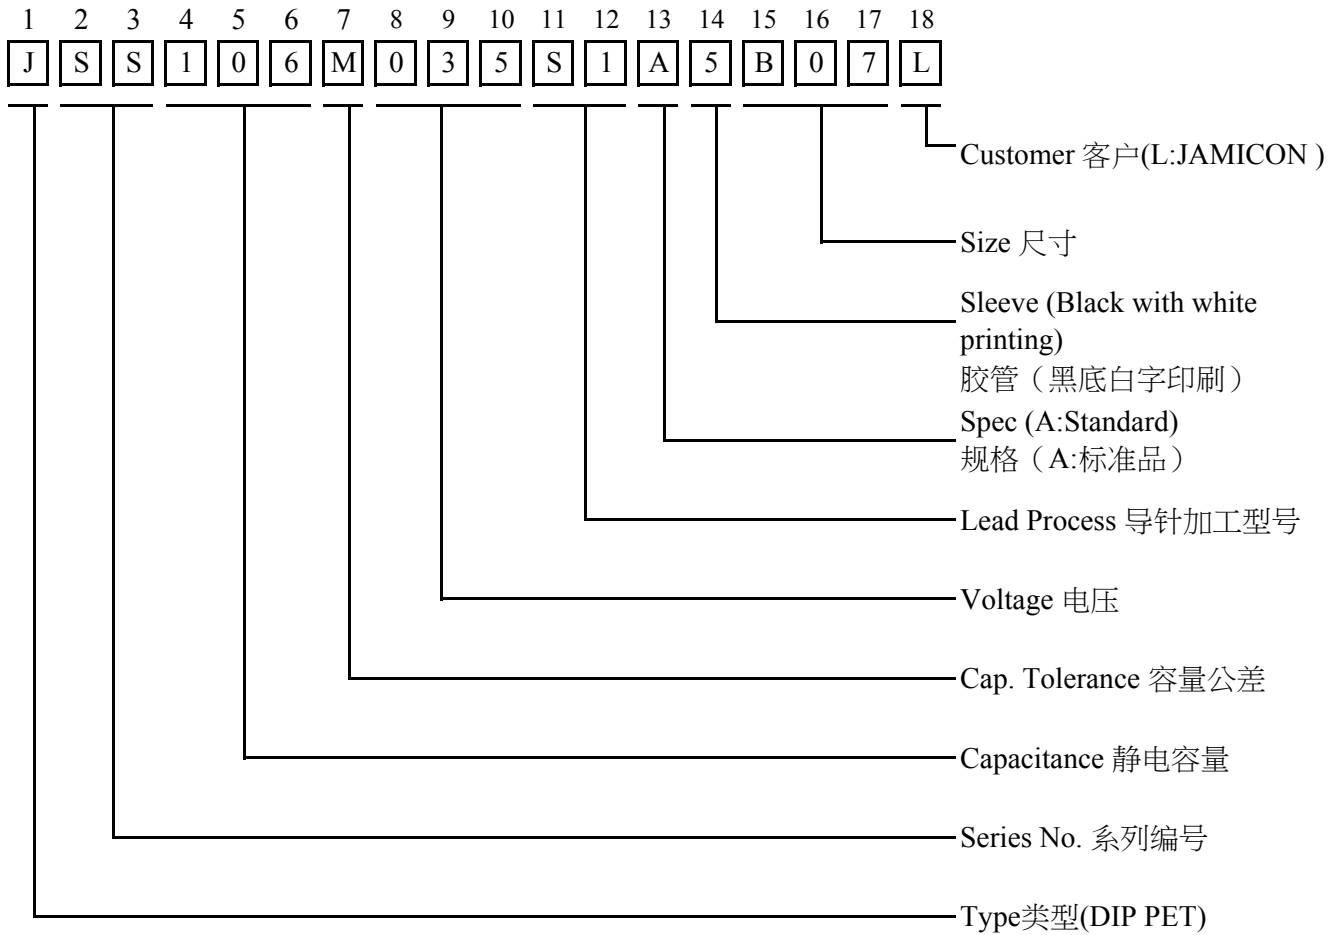 1 2 3 4 5 6 7 8 9 10 11 12 13 14 15 16 17 18
J S S 1 0 6 M 0 3 5 S 1 A 5 B 0 7 L
Customer 客户(L:JAMICON )
Size 尺寸
Sleeve (Black with white
printing)
胶管（黑底白字印刷）
Spec (A:Standard)
规格（A:标准品）
Lead Process 导针加工型号
Voltage 电压
Cap. Tolerance 容量公差
Capacitance 静电容量
Series No. 系列编号
Type类型(DIP PET)